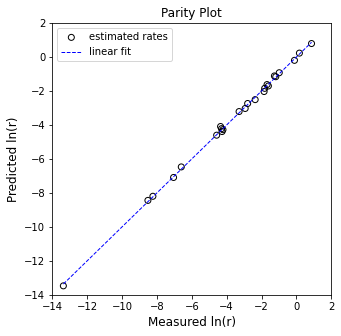 Parity Plot
estimated rates
linear fit
2
0
−2
−4
−6
−8
−10
−12
−14
Predicted ln(r)
−14 −12 −10 −8 −6 −4 −2 0 2
Measured ln(r)